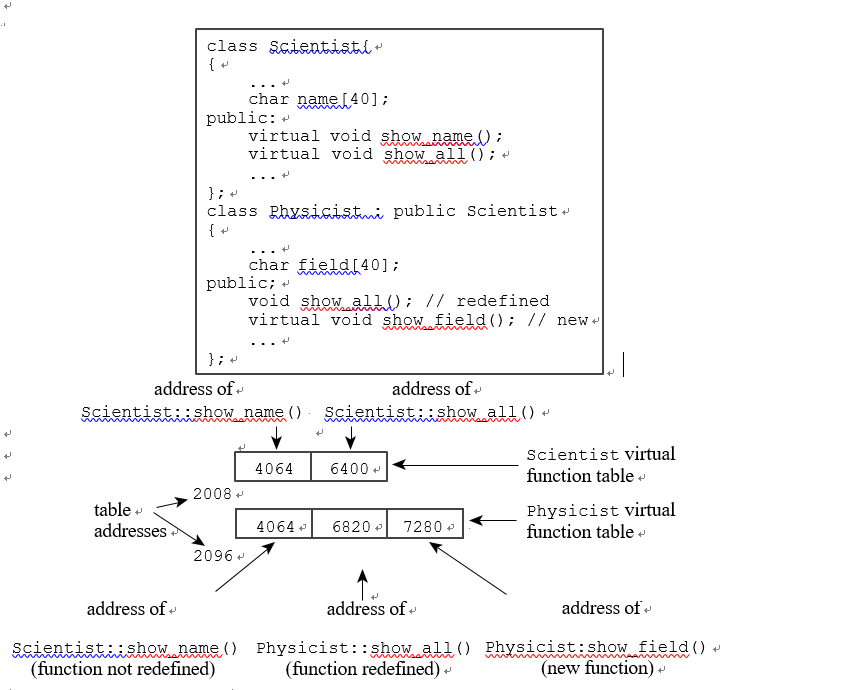 class Scientist{
{
...
char name[40];
public:
virtual void show_name();
virtual void show_all();
...
};
class Physicist : public Scientist
{
...
char field[40];
public;
void show_all(); // redefined
virtual void show_field(); // new
...
};
address of address of
Scientist::show_name() Scientist::show_all()
4064 6400
Scientist virtual
function table
2008
table
addresses
4064 6820 7280
Physicist virtual
function table
2096
address of address of address of
Scientist::show_name() Physicist::show_all() Physicist:show_field()
(function not redefined) (function redefined) (new function)